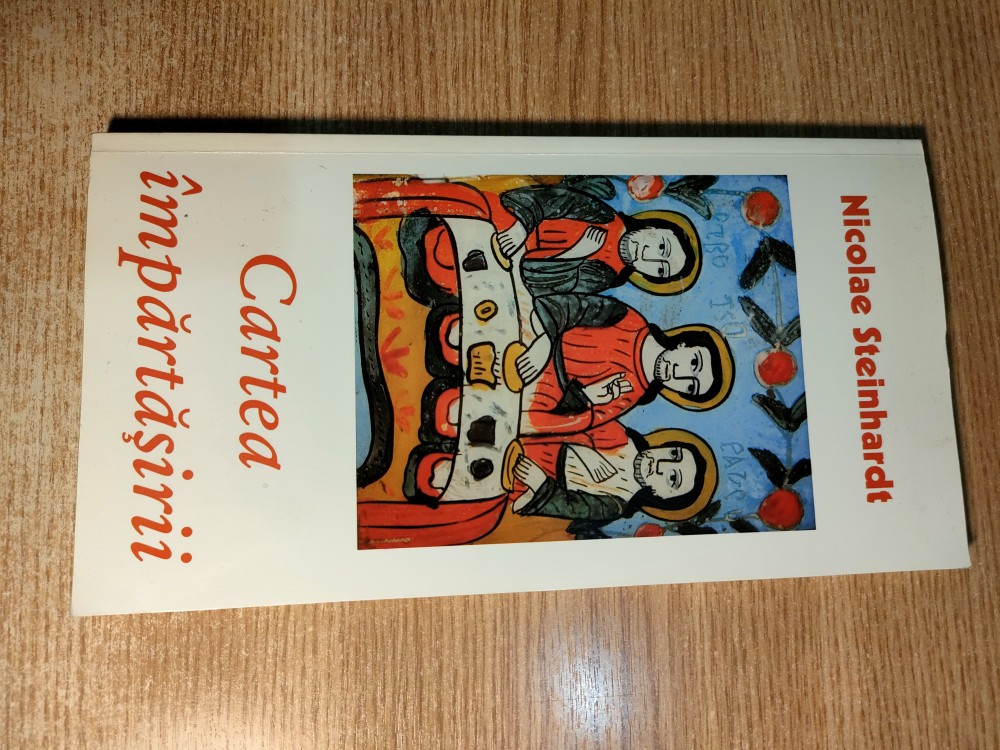 Nicolae Steinhardt
Cartea
împărtășirii